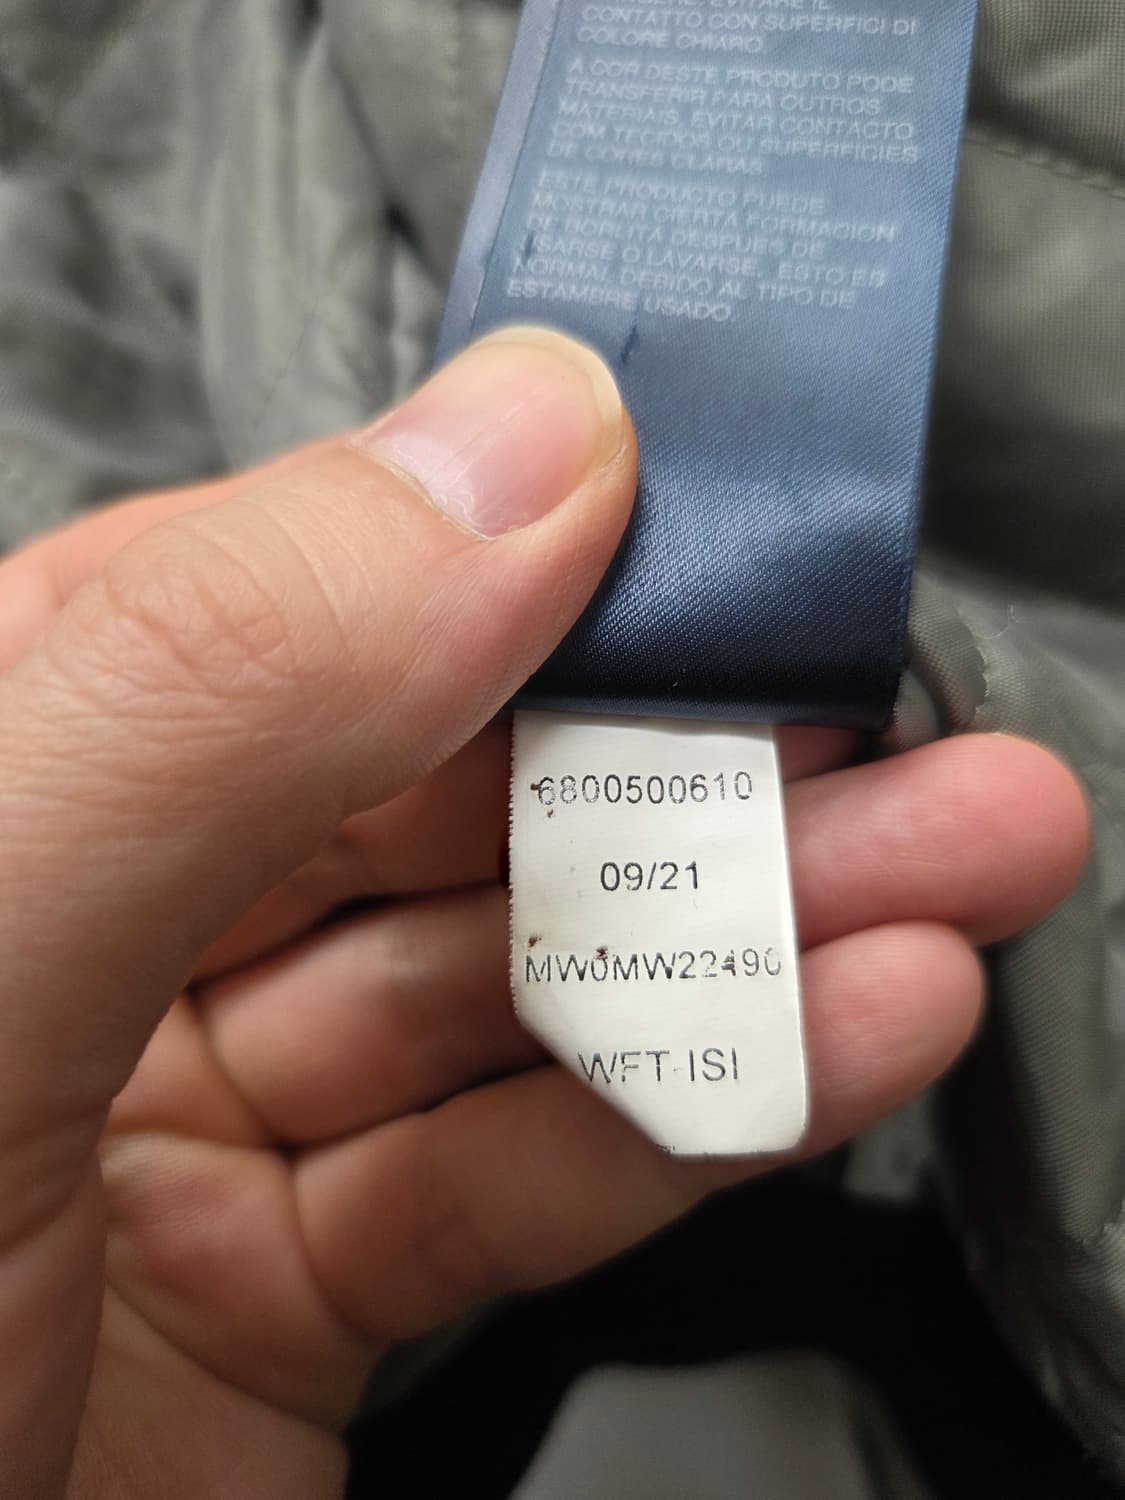 CONTATTO CON SUPERFICI DI
COLORE CHIARO.
A COR DESTE PRODUTO PODE
TRANSFERIR PARA OUTROS
MATERIAIS. EVITAR CONTACTO
COM TECIDOR OU SUPERFICIES
DE CORES CLARAS.
ESTE PRODUCTO PUEDE
MOSTRAR CIERTA FORMACION
DE BORLITA DESPUES DE
USARSE O LAVARSE. ESTO ES
NORMAL DEBIDO AL TIPO DE
ESTAMBRE USADO.
6800500610
09/21
MW0MW22490
WFT-ISI